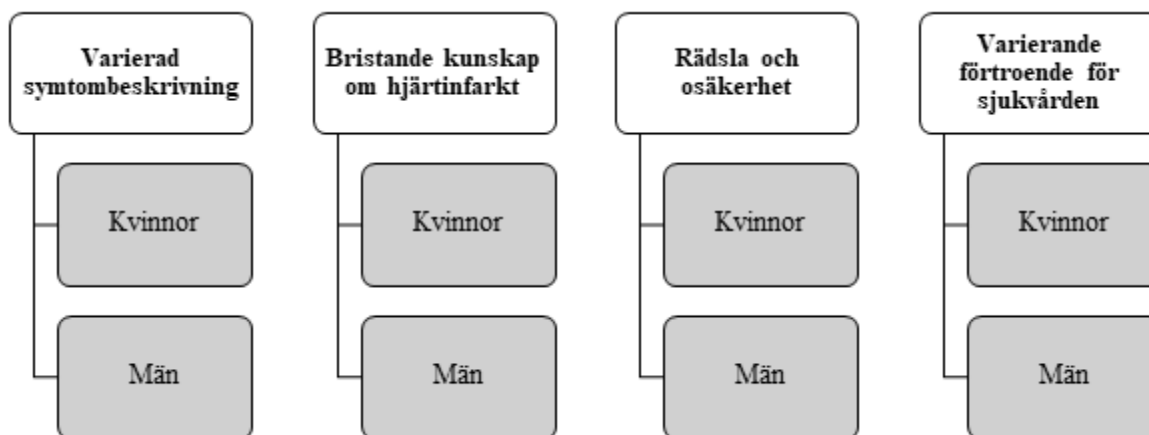 Varierad
symtombeskrivning
Kvinnor
Män
Bristande kunskap
om hjärtinfarkt
Kvinnor
Män
Rädsla och
osäkerhet
Kvinnor
Män
Varierande
förtroende för
sjukvården
Kvinnor
Män